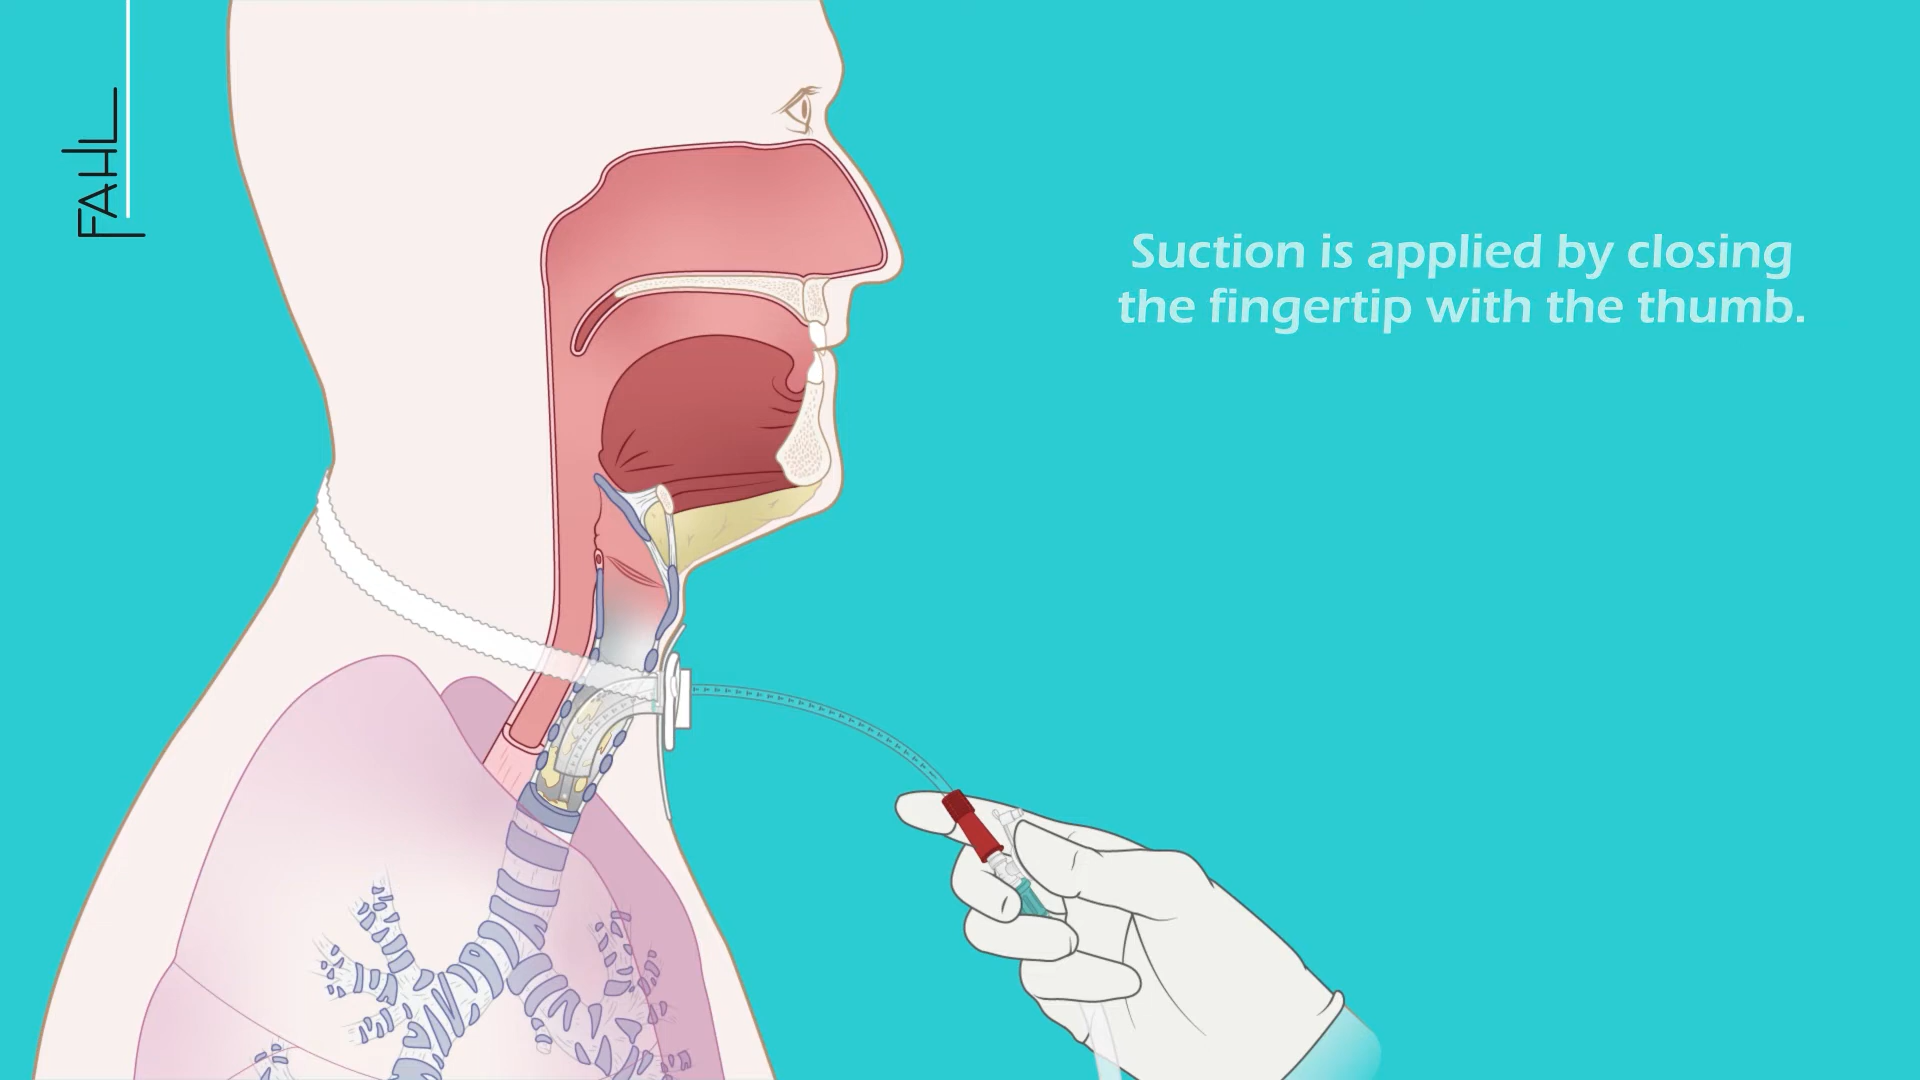 FAHL
Suction is applied by closing
the fingertip with the thumb.